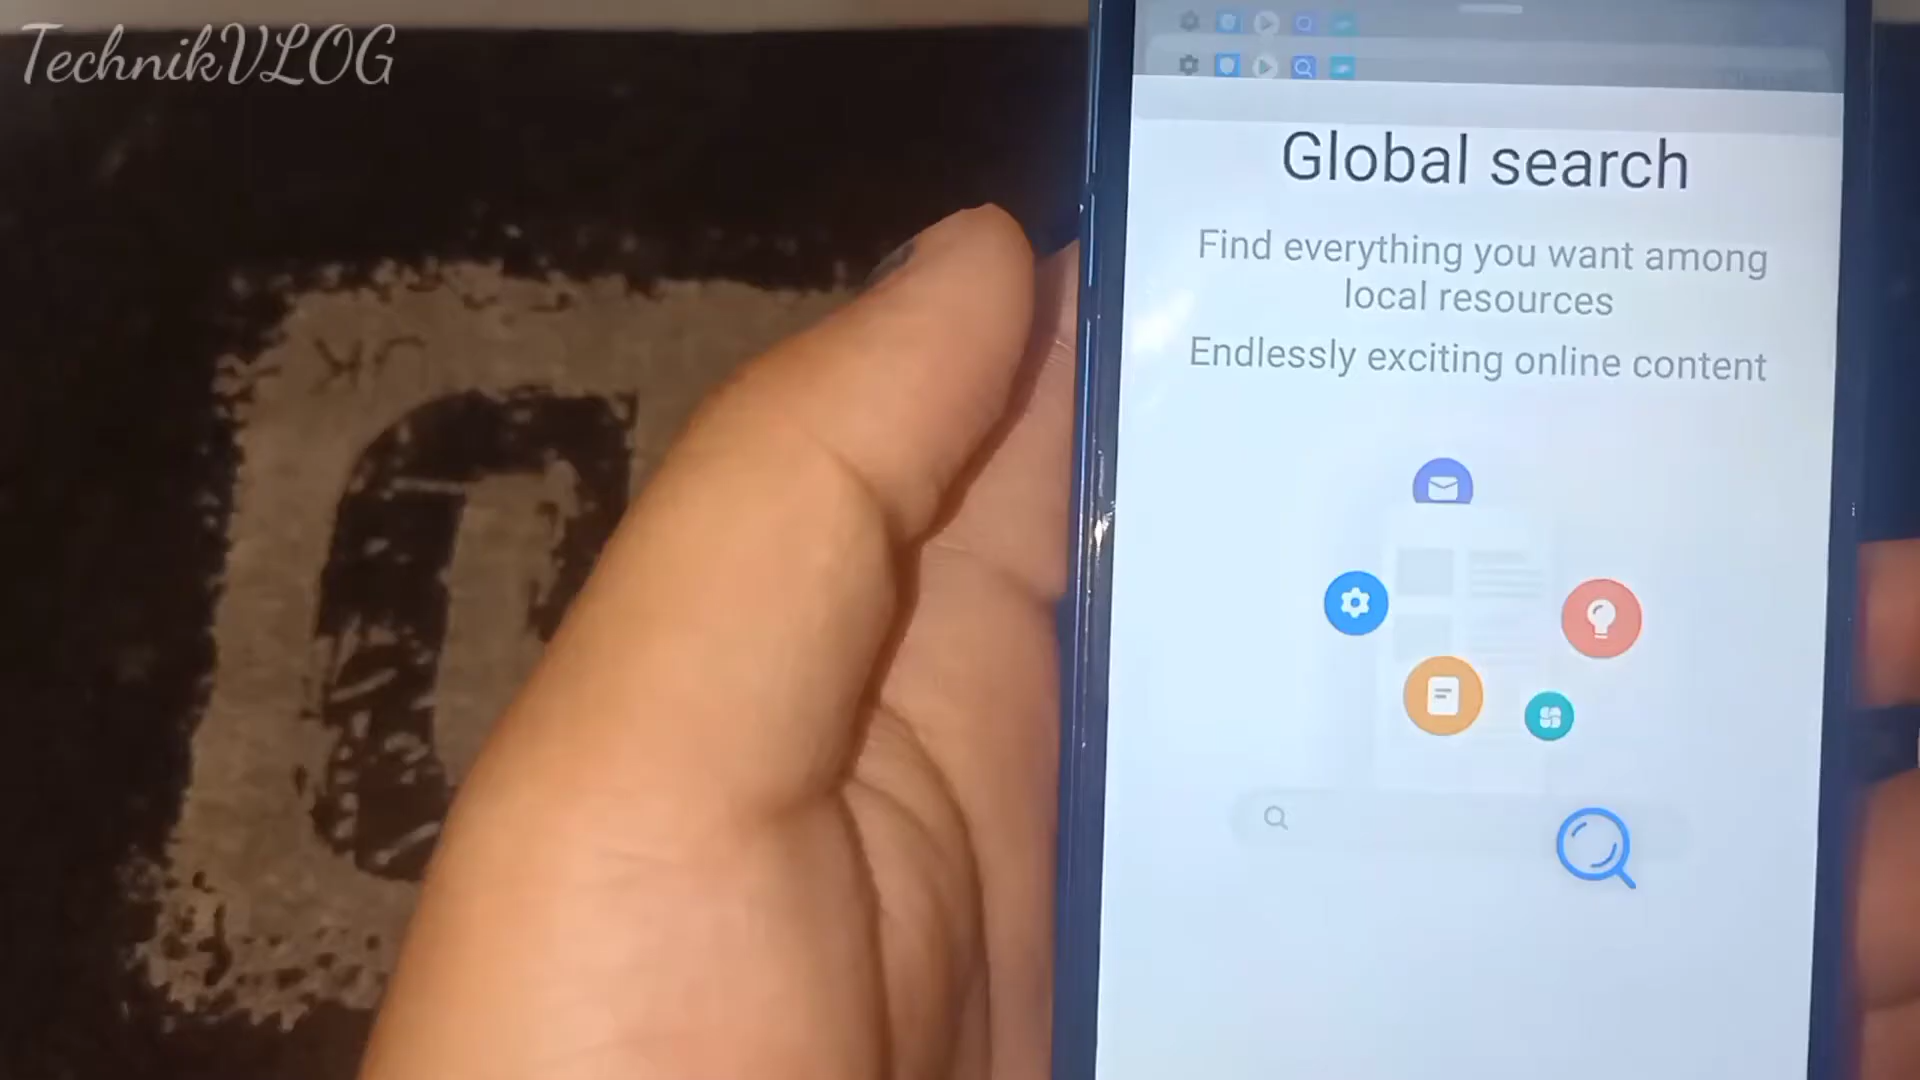 TechnikVLOG
Global search
Find everything you want among
local resources
Endlessly exciting online content